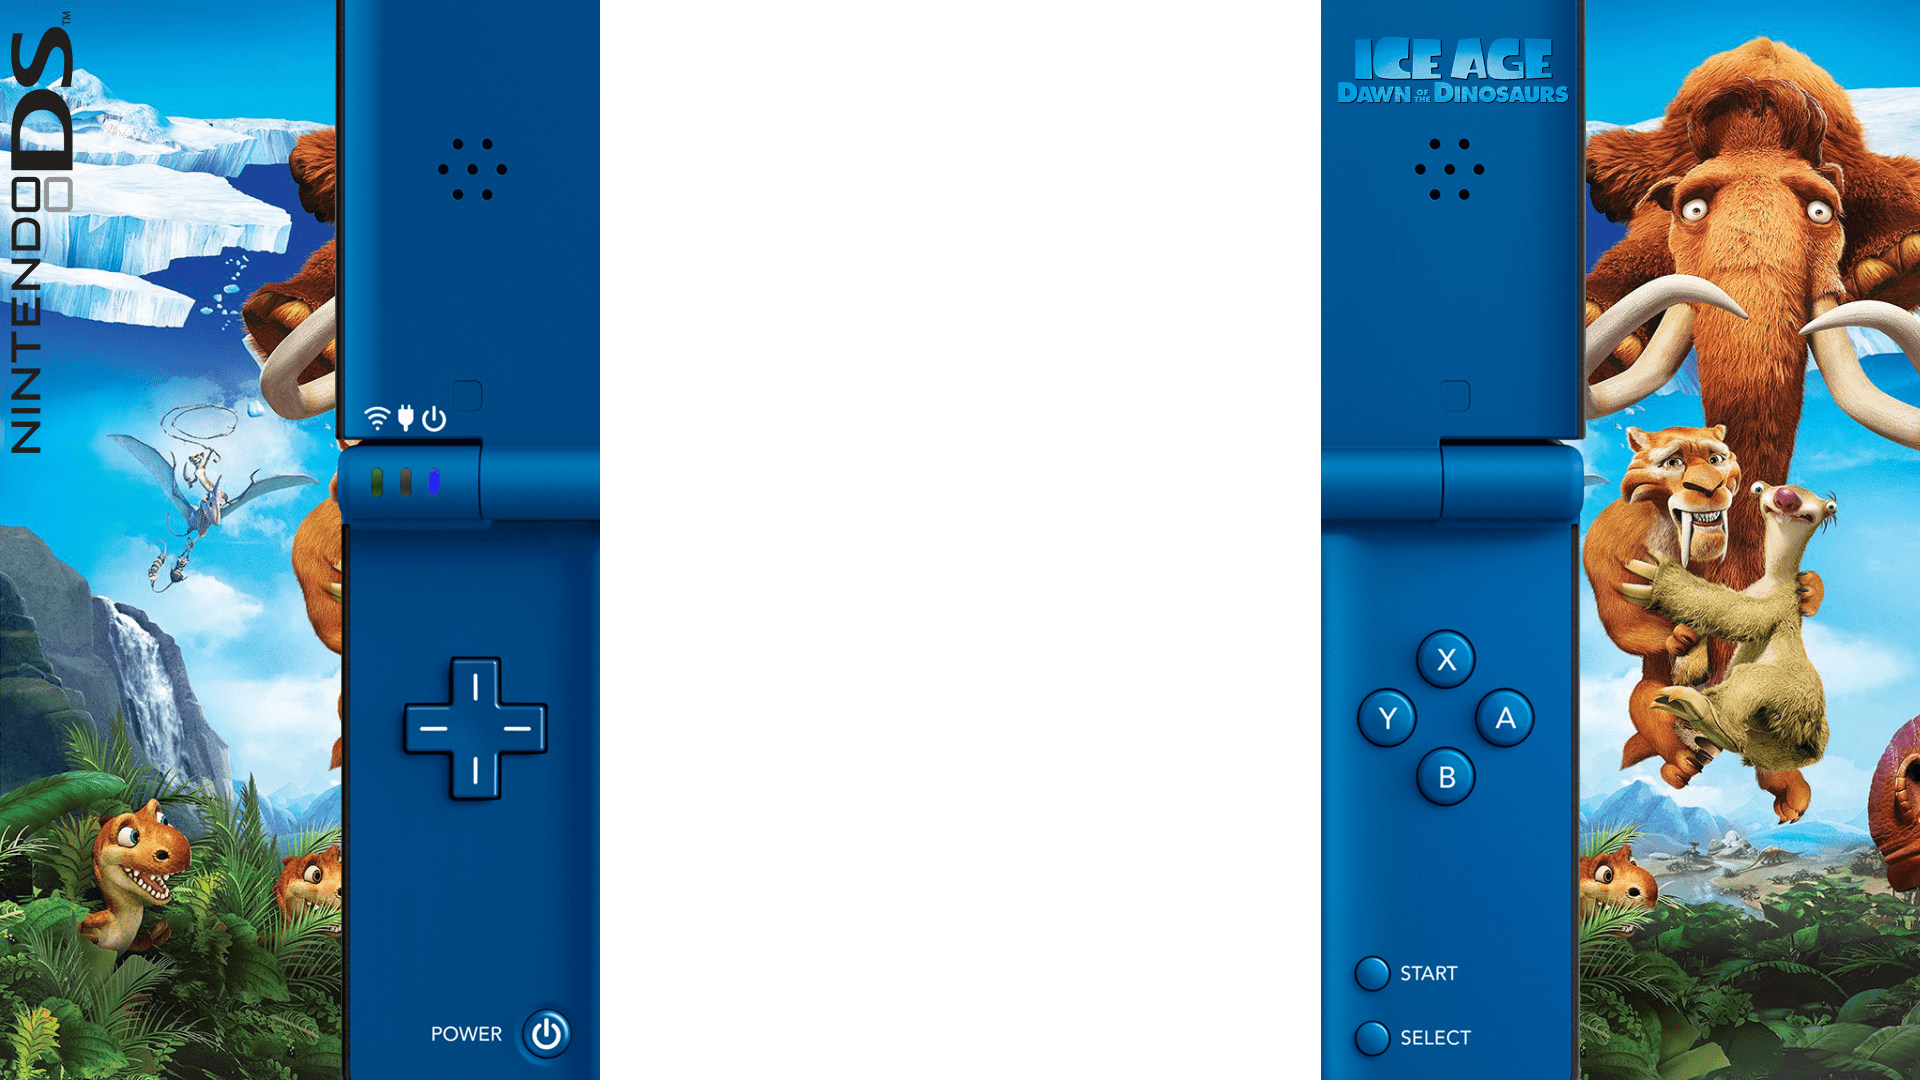 NINTENDO DS™
ICE AGE
DAWN OF THE DINOSAURS
X
Y
A
B
START
SELECT
POWER